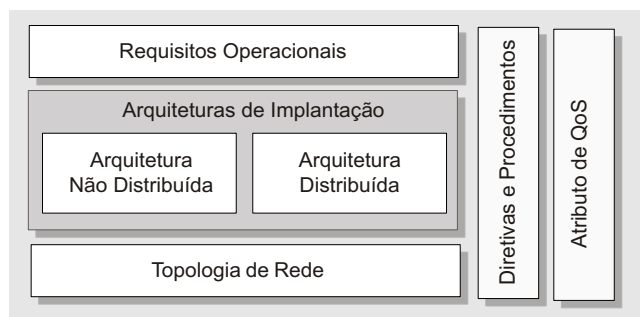 Requisitos Operacionais
Arquiteturas de Implantação
Arquitetura
Não Distribuída
Arquitetura
Distribuída
Topologia de Rede
Diretivas e Procedimentos
Atributo de QoS